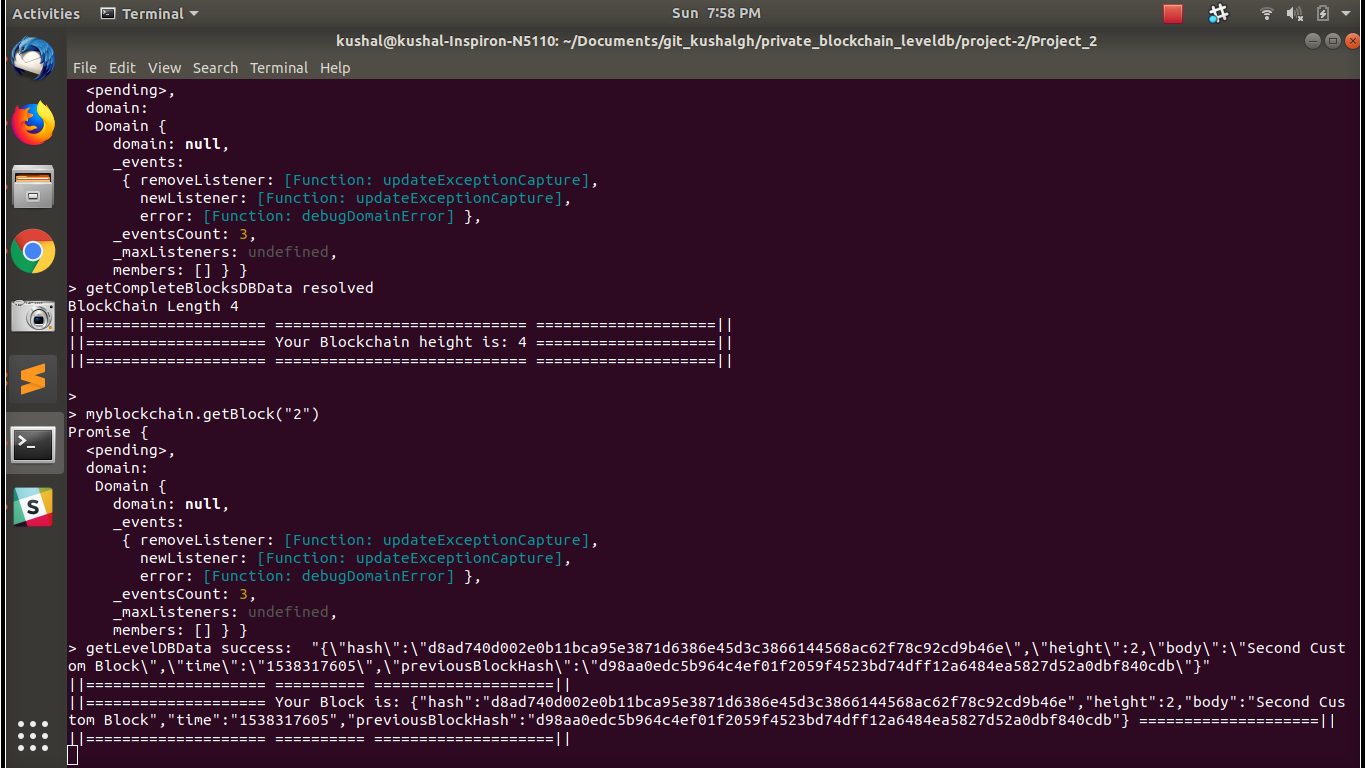 Activities Terminal Sun 7:58 PM
kushal@kushal-Inspiron-N5110: ~/Documents/git_kushalgh/private_blockchain_leveldb/project-2/Project_2
File Edit View Search Terminal Help
<pending>,
domain:
Domain {
domain: null,
_events:
{ removeListener: [Function: updateExceptionCapture],
newListener: [Function: updateExceptionCapture],
error: [Function: debugDomainError] },
_eventsCount: 3,
_maxListeners: undefined,
members: [] } }
> getCompleteBlocksDBData resolved
BlockChain Length 4
||==================== ============================ ====================||
||==================== Your Blockchain height is: 4 ====================||
||==================== ============================ ====================||
>
> myblockchain.getBlock("2")
Promise {
<pending>,
domain:
Domain {
domain: null,
_events:
{ removeListener: [Function: updateExceptionCapture],
newListener: [Function: updateExceptionCapture],
error: [Function: debugDomainError] },
_eventsCount: 3,
_maxListeners: undefined,
members: [] } }
> getLevelDBData success:  "{\"hash\":\"d8ad740d002e0b11bca95e3871d6386e45d3c3866144568ac62f78c92cd9b46e\",\"height\":2,\"body\":\"Second Cust
om Block\",\"time\":\"1538317605\",\"previousBlockHash\":\"d98aa0edc5b964c4ef01f2059f4523bd74dff12a6484ea5827d52a0dbf840cdb\"}"
||==================== ========== ====================||
||==================== Your Block is: {"hash":"d8ad740d002e0b11bca95e3871d6386e45d3c3866144568ac62f78c92cd9b46e","height":2,"body":"Second Cus
tom Block","time":"1538317605","previousBlockHash":"d98aa0edc5b964c4ef01f2059f4523bd74dff12a6484ea5827d52a0dbf840cdb"} ====================||
||==================== ========== ====================||